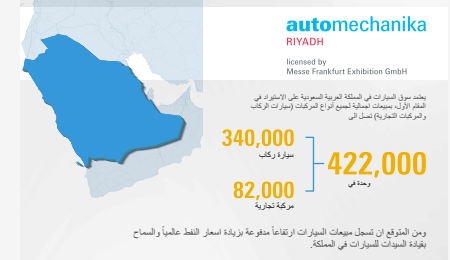 automechanika
RIYADH
licensed by
Messe Frankfurt Exhibition GmbH
يعتمد سوق السيارات في المملكة العربية السعودية على الاستيراد في
المقام الأول، بمبيعات اجمالية لجميع أنواع المركبات (سيارات الركاب
والمركبات التجارية) تصل الى
340,000
سيارة ركاب
422,000
وحدة في
82,000
مركبة تجارية
ومن المتوقع ان تسجل مبيعات السيارات ارتفاعاً مدفوعة بزيادة اسعار النفط عالمياً والسماح
بقيادة السيدات للسيارات في المملكة.